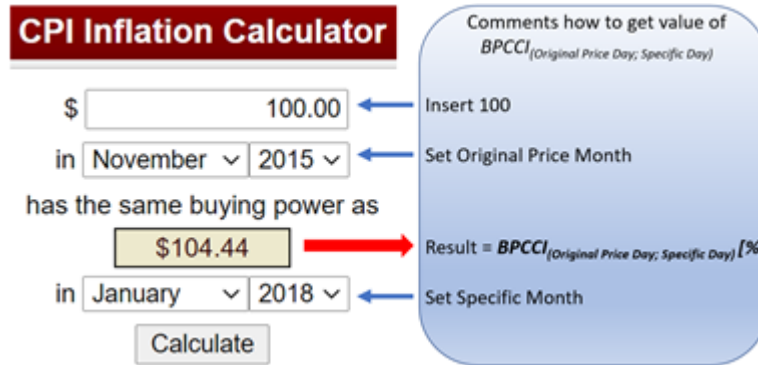 CPI Inflation Calculator
$ 100.00
in November 2015
has the same buying power as
$104.44
in January 2018
Calculate
Comments how to get value of
BPCCI(Original Price Day; Specific Day)
Insert 100
Set Original Price Month
Result = BPCCI(Original Price Day; Specific Day) [%
Set Specific Month